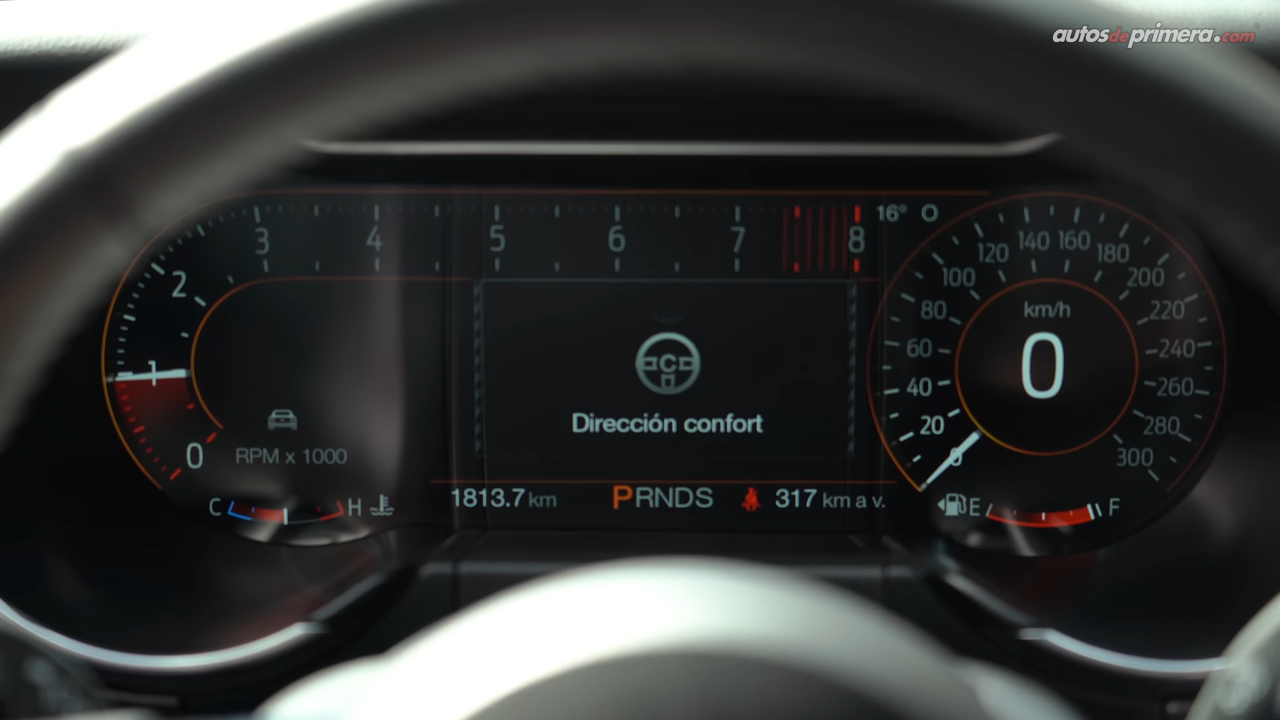 autosdeprimera.com
3 4 5 6 7 8 16° O
2
1
0
RPM x 1000
C H
C
Dirección confort
1813.7 km PRNDS 317 km a v.
0 20 40 60 80 100 120 140 160 180 200 220 240 260 280 300
km/h
0
E F